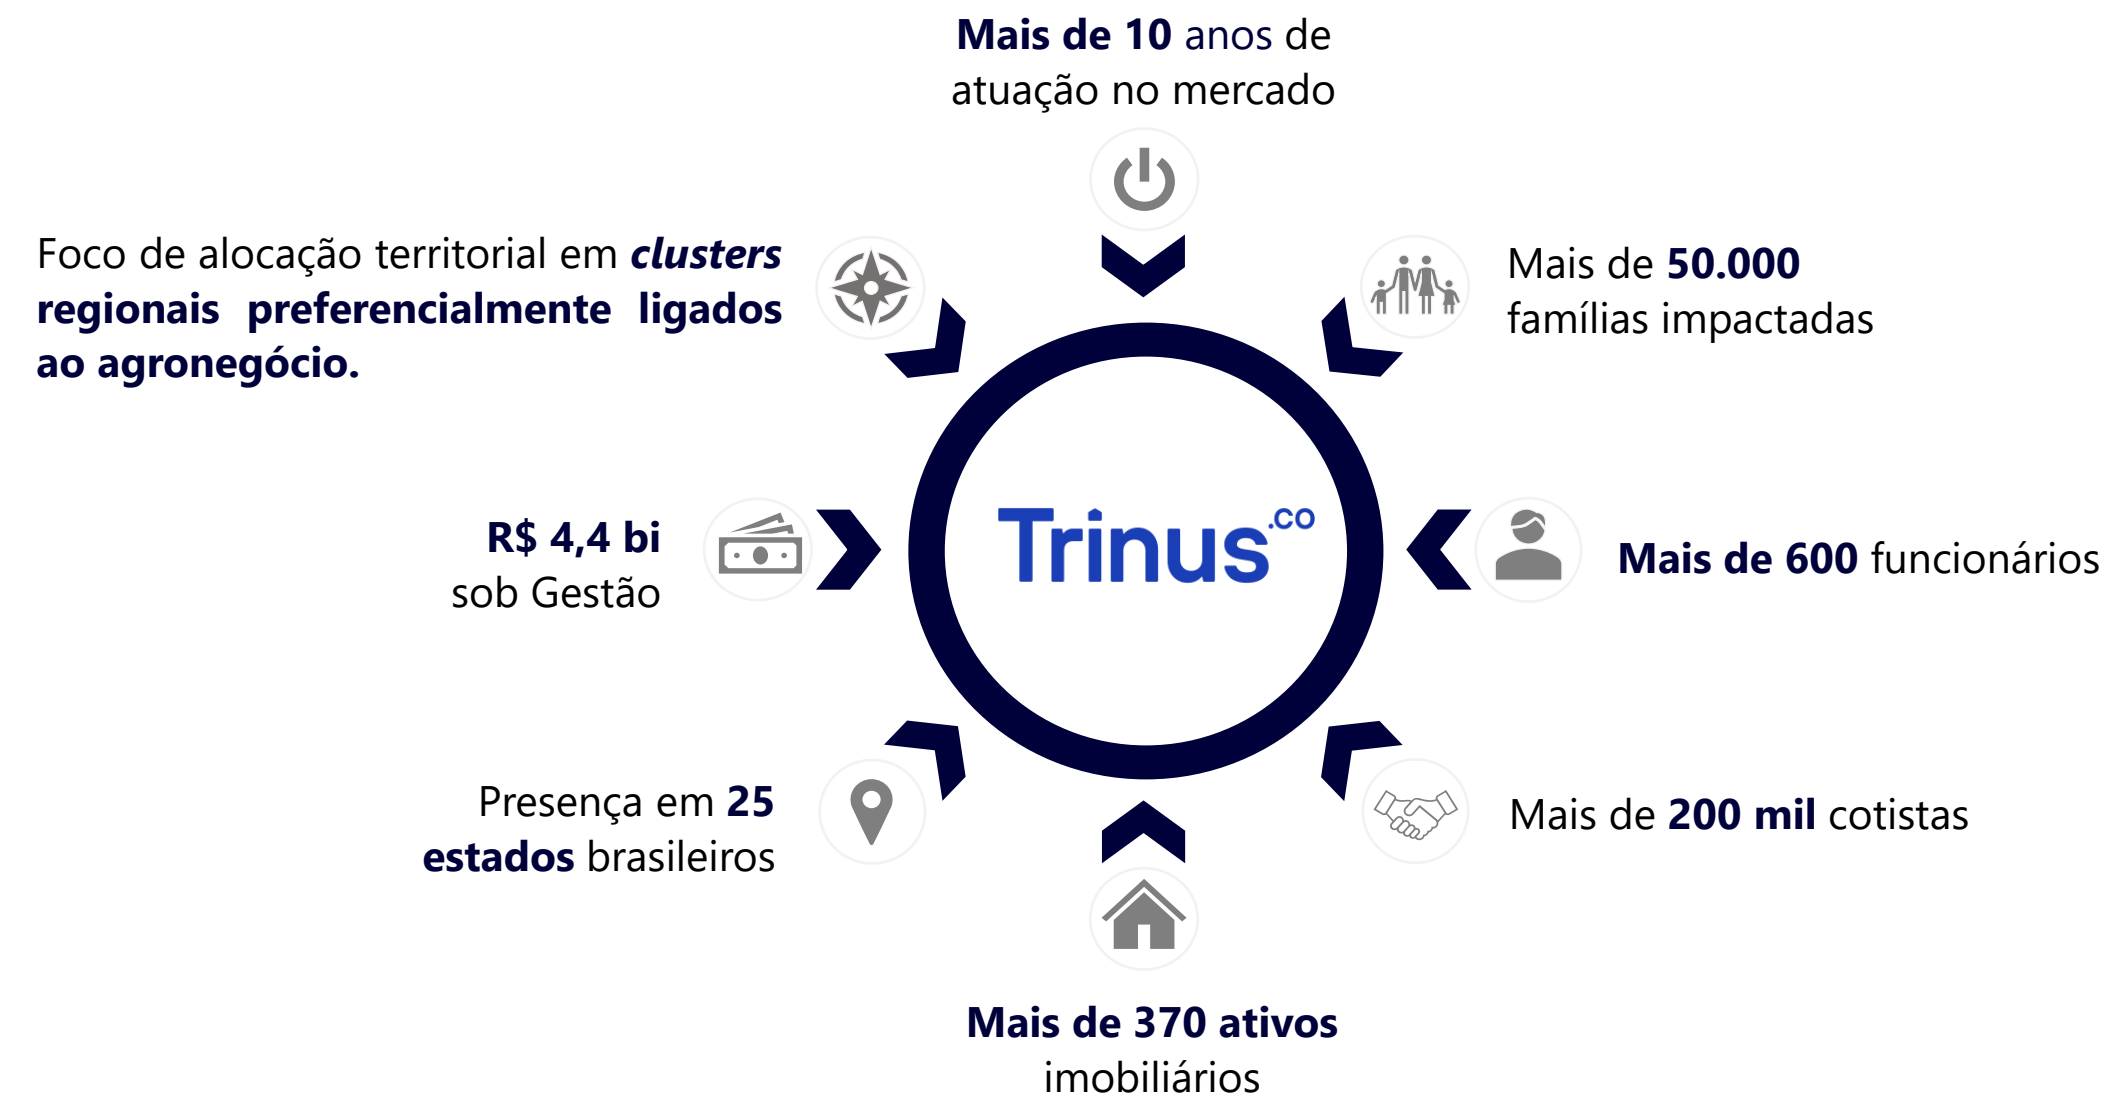 Mais de 10 anos de
atuação no mercado
Foco de alocação territorial em clusters
regionais preferencialmente ligados
ao agronegócio.
Mais de 50.000
famílias impactadas
R$ 4,4 bi
sob Gestão
Trinus.co
Mais de 600 funcionários
Presença em 25
estados brasileiros
Mais de 200 mil cotistas
Mais de 370 ativos
imobiliários